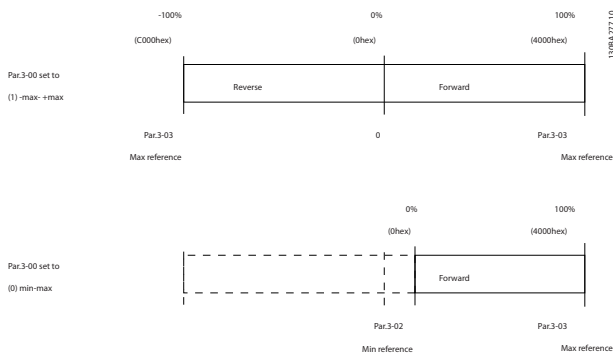 -100% 0% 100%
(C000hex) (0hex) (4000hex)
130BA277.10
Par.3-00 set to
(1) -max- +max
Reverse Forward
Par.3-03 0 Par.3-03
Max reference Max reference
0% 100%
(0hex) (4000hex)
Par.3-00 set to
(0) min-max
Forward
Par.3-02 Par.3-03
Min reference Max reference